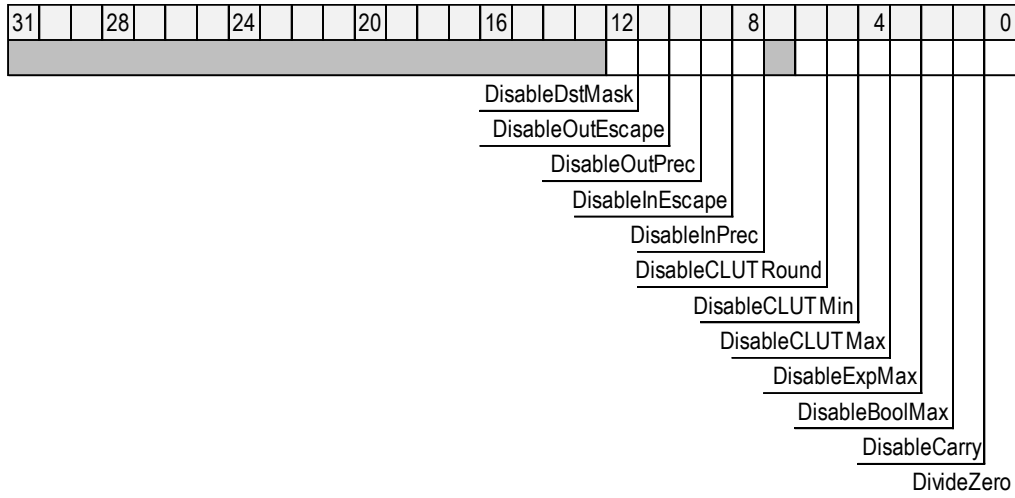 31 28 24 20 16 12 8 4 0
DisableDstMask
DisableOutEscape
DisableOutPrec
DisableInEscape
DisableInPrec
DisableCLUTRound
DisableCLUTMin
DisableCLUTMax
DisableExpMax
DisableBoolMax
DisableCarry
DivideZero